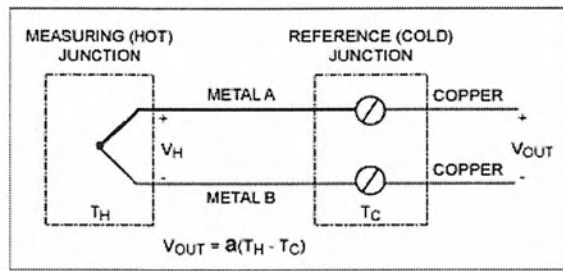 MEASURING (HOT)
JUNCTION
REFERENCE (COLD)
JUNCTION
METAL A
COPPER
+
VH
-
+
VOUT
-
METAL B
COPPER
TH
TC
VOUT = a(TH - TC)